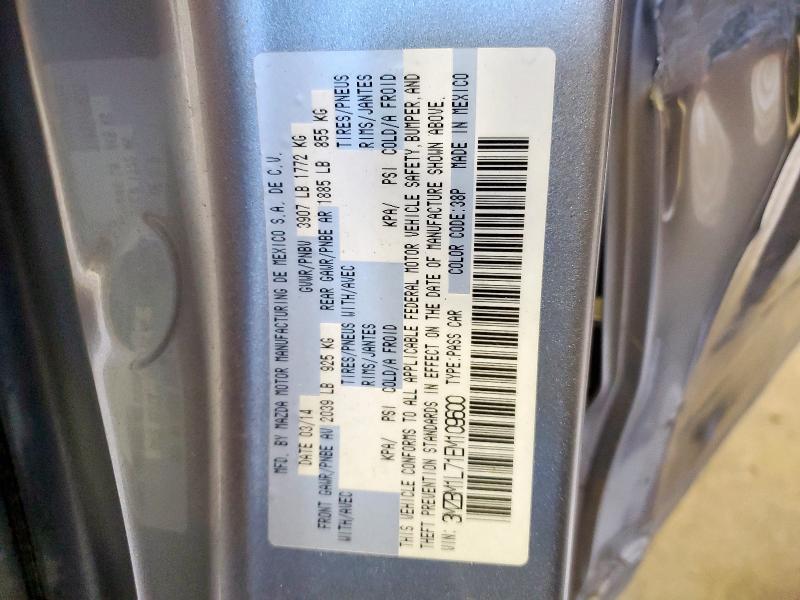 MFD. BY MAZDA MOTOR MANUFACTURING DE MEXICO S.A. DE C.V.
DATE 03/14 GVWR/PNBV 3907 LB 1772 KG
FRONT GAWR/PNBE AV 2039 LB 925 KG REAR GAWR/PNBE AR 1885 LB 855 KG
WITH/AVEC TIRES/PNEUS WITH/AVEC TIRES/PNEUS
RIMS/JANTES RIMS/JANTES
KPA/ PSI COLD/A FROID KPA/ PSI COLD/A FROID
THIS VEHICLE CONFORMS TO ALL APPLICABLE FEDERAL MOTOR VEHICLE SAFETY, BUMPER, AND
THEFT PREVENTION STANDARDS IN EFFECT ON THE DATE OF MANUFACTURE SHOWN ABOVE.
VIN: 3MZBM1L71EM109600 TYPE:PASS CAR COLOR CODE:38P MADE IN MEXICO